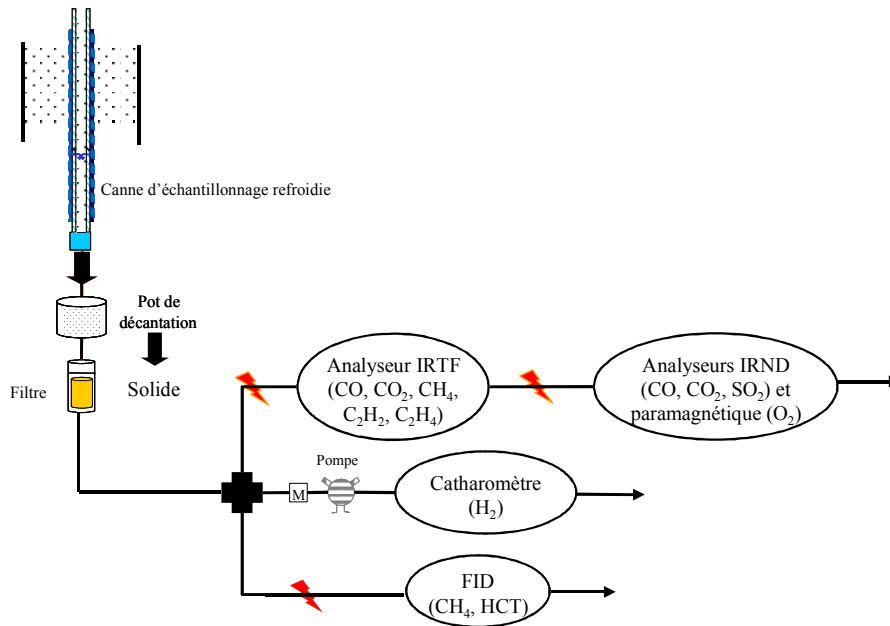 Canne d'échantillonnage refroidie
Pot de
décantation
Filtre
Solide
Analyseur IRTF
(CO, CO₂, CH₄,
C₂H₂, C₂H₄)
Analyseurs IRND
(CO, CO₂, SO₂) et
paramagnétique (O₂)
Pompe
M
Catharomètre
(H₂)
FID
(CH₄, HCT)